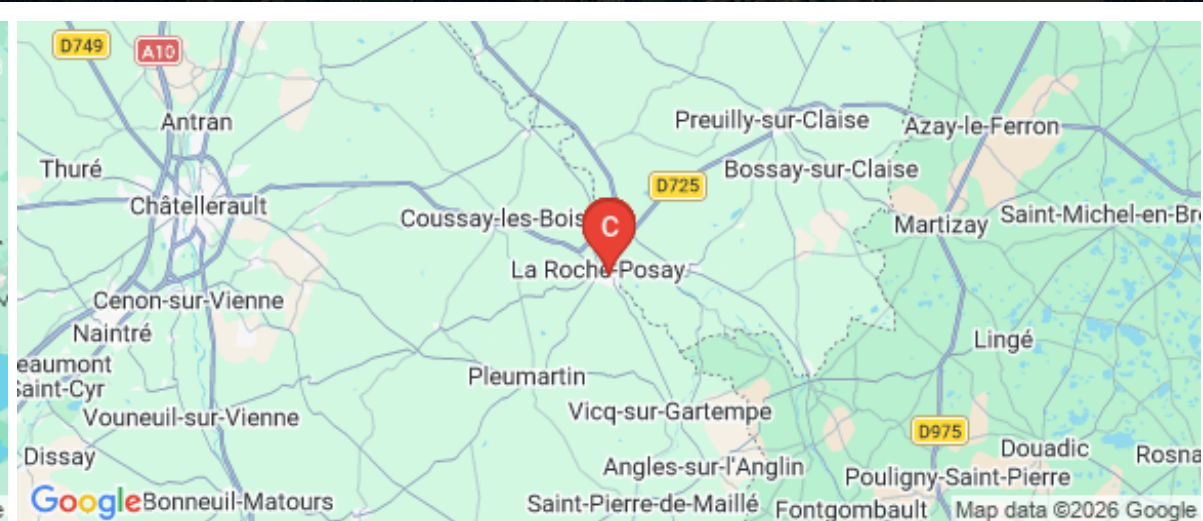 D749
A10
Antran
Preuilly-sur-Claise
Azay-le-Ferron
Thuré
Bossay-sur-Claise
D725
Châtellerault
Coussay-les-Bois
Saint-Michel-en-Br
Martizay
C
La Roche-Posay
Cenon-sur-Vienne
Naintré
Lingé
eaumont
Saint-Cyr
Pleumartin
Vouneuil-sur-Vienne
Vicq-sur-Gartempe
D975
Douadic
Rosna
Dissay
Angles-sur-l'Anglin
Pouligny-Saint-Pierre
Google
Bonneuil-Matours
Saint-Pierre-de-Maillé
Fontgombault
Map data ©2026 Google